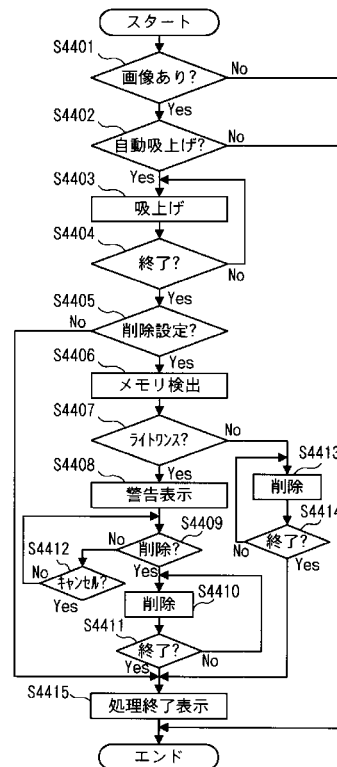 スタート
S4401
画像あり?
No
Yes
S4402
自動吸上げ?
No
Yes
S4403
吸上げ
S4404
終了?
No
Yes
S4405
No
削除設定?
Yes
S4406
メモリ検出
S4407
ライトワンス?
No
Yes
S4408
警告表示
S4413
削除
S4414
終了?
No
Yes
S4409
削除?
No
Yes
S4412
キャンセル?
No
Yes
S4410
削除
S4411
終了?
No
Yes
S4415
処理終了表示
エンド